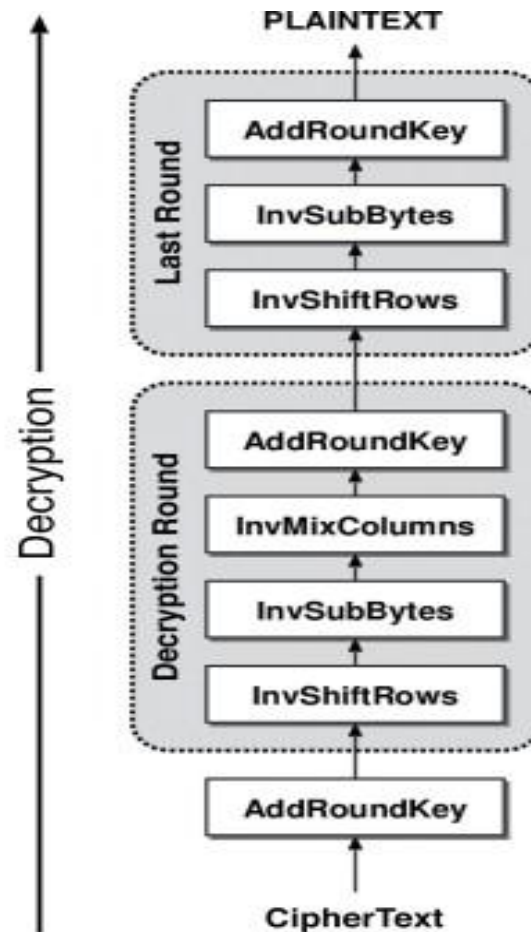 PLAINTEXT
AddRoundKey
InvSubBytes
InvShiftRows
Last Round
AddRoundKey
InvMixColumns
InvSubBytes
InvShiftRows
Decryption Round
AddRoundKey
CipherText
Decryption